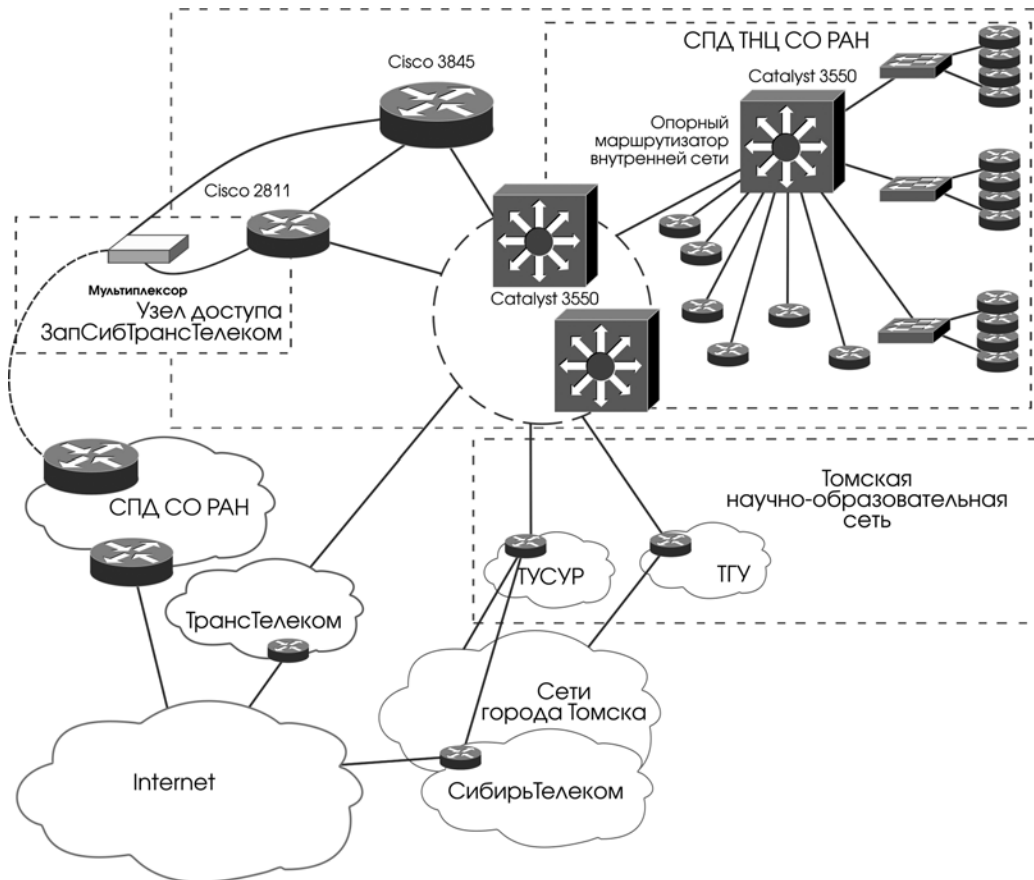 СПД ТНЦ СО РАН
Cisco 3845
Catalyst 3550
Опорный
маршрутизатор
внутренней сети
Cisco 2811
Мультиплексор
Узел доступа
ЗапСибТрансТелеком
Catalyst 3550
СПД СО РАН
Томская
научно-образовательная
сеть
ТУСУР
ТГУ
ТрансТелеком
Сети
города Томска
Internet
СибирьТелеком